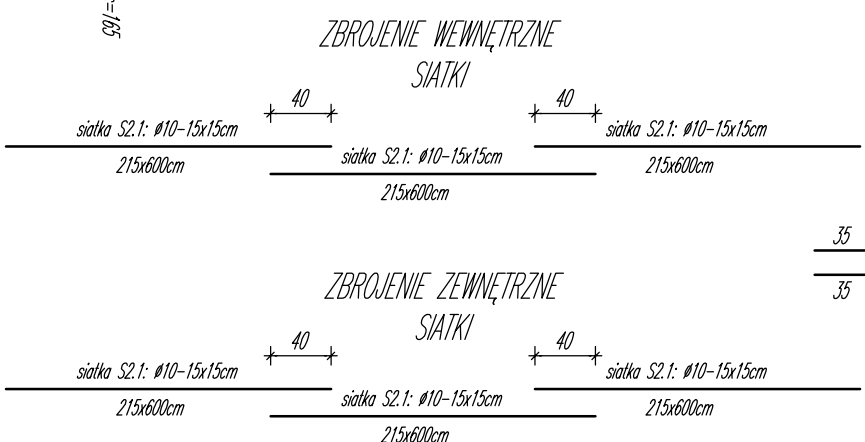 =165
ZBROJENIE WEWNĘTRZNE
SIATKI
40
40
siatka S2.1: ø10-15x15cm
siatka S2.1: ø10-15x15cm
siatka S2.1: ø10-15x15cm
215x600cm
215x600cm
215x600cm
35
35
ZBROJENIE ZEWNĘTRZNE
SIATKI
40
40
siatka S2.1: ø10-15x15cm
siatka S2.1: ø10-15x15cm
siatka S2.1: ø10-15x15cm
215x600cm
215x600cm
215x600cm